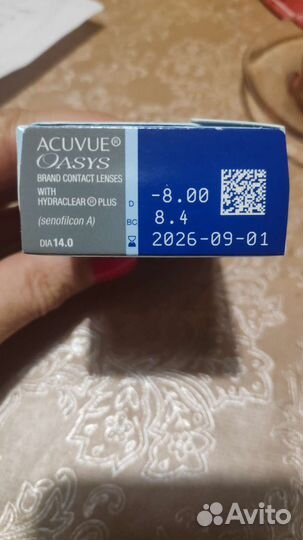 ACUVUE®
OASYS
BRAND CONTACT LENSES
WITH
HYDRACLEAR® PLUS
(senofilcon A)
DIA 14.0
D -8.00
BC 8.4
2026-09-01
Avito